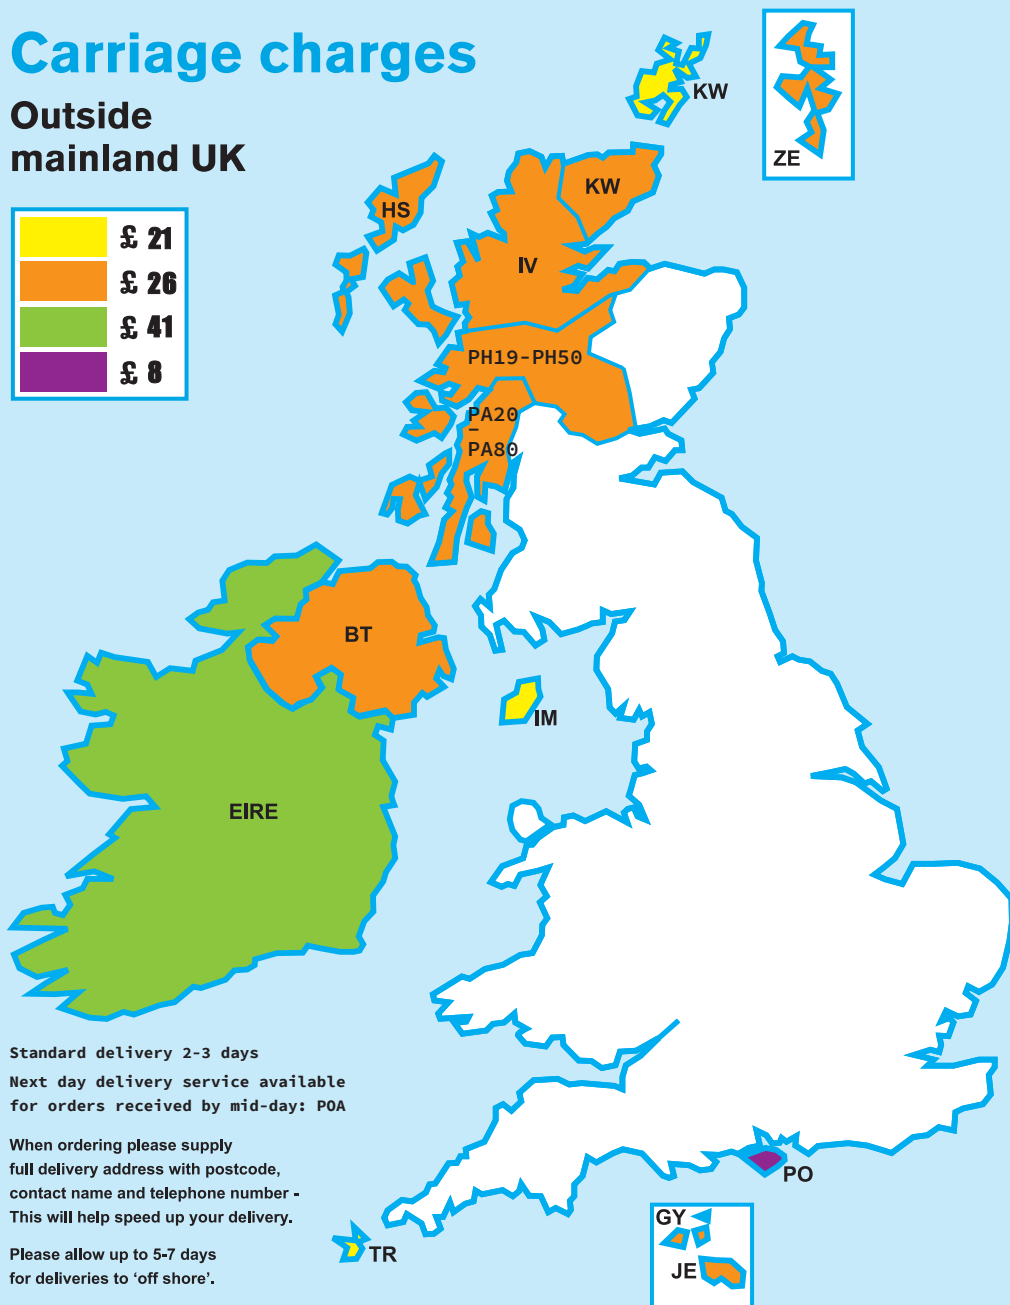 Carriage charges
Outside
mainland UK
£ 21
£ 26
£ 41
£ 8
KW
ZE
KW
HS
IV
PH19-PH50
PA20
–
PA80
BT
IM
EIRE
Standard delivery 2-3 days
Next day delivery service available
for orders received by mid-day: POA
When ordering please supply
full delivery address with postcode,
contact name and telephone number -
This will help speed up your delivery.
Please allow up to 5-7 days
for deliveries to ‘off shore’.
PO
TR
GY
JE